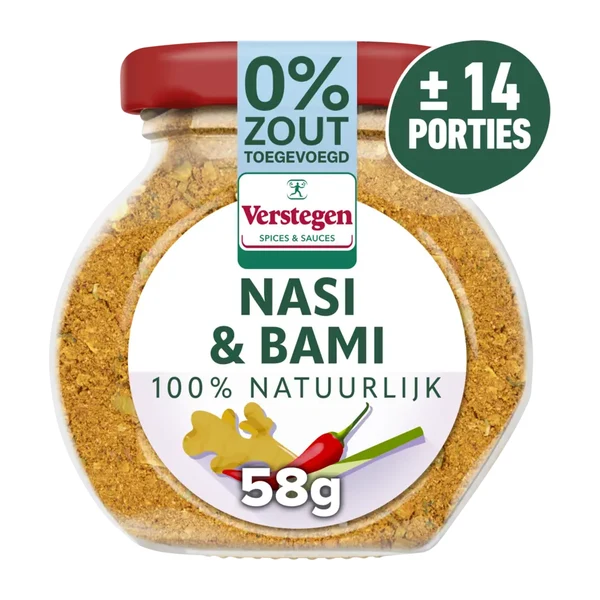 0%
ZOUT
TOEGEVOEGD
± 14
PORTIES
Verstegen
SPICES & SAUCES
NASI
& BAMI
100% NATUURLIJK
58g